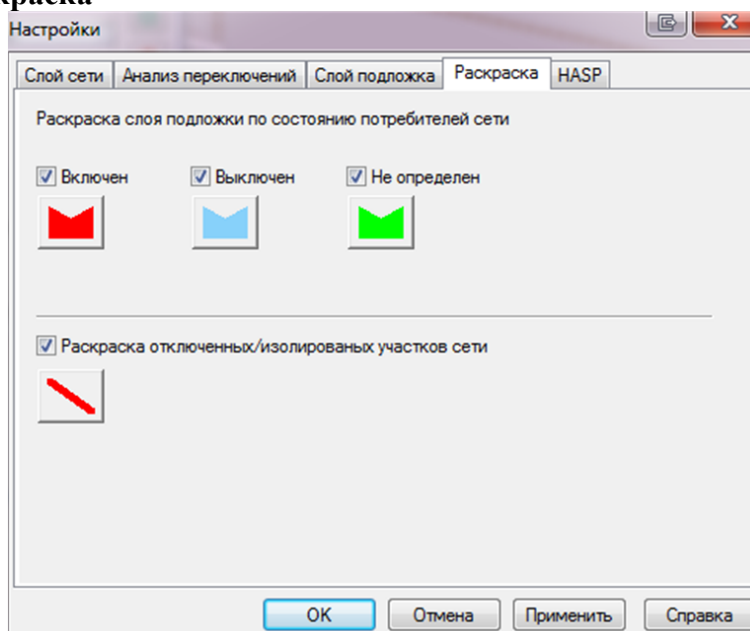 краска
Настройки
Слой сети Анализ переключений Слой подложка Раскраска HASP
Раскраска слоя подложки по состоянию потребителей сети
Включен Выключен Не определен
Раскраска отключенных/изолированых участков сети
OK Отмена Применить Справка